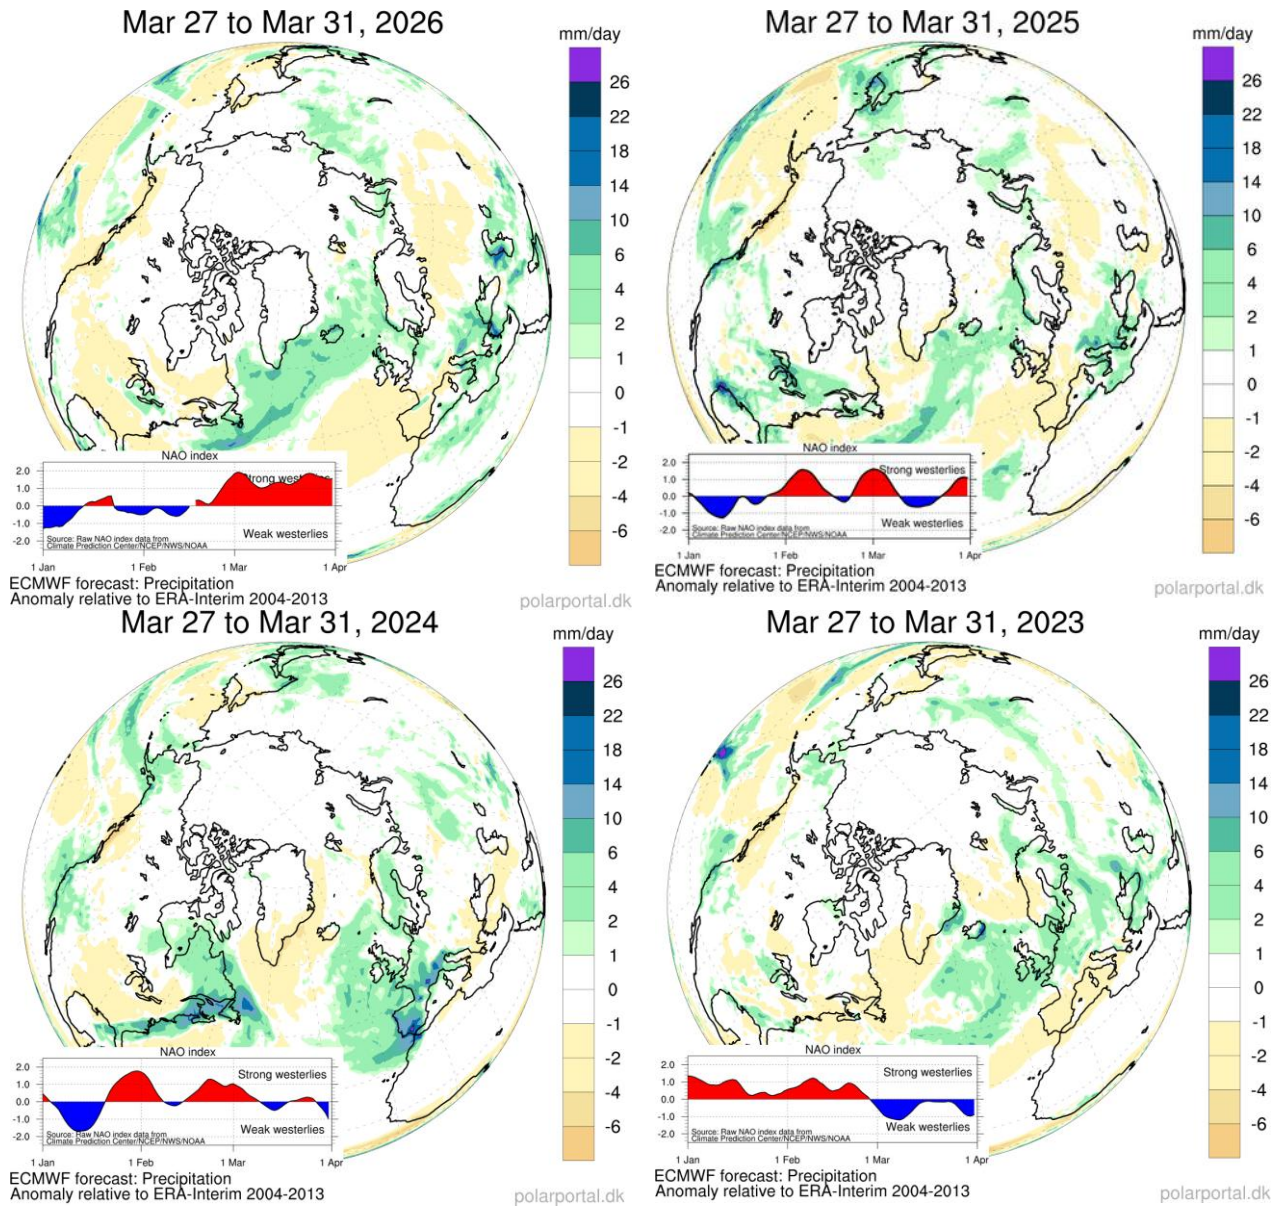 Mar 27 to Mar 31, 2026
mm/day
26
22
18
14
10
6
4
2
1
0
-1
-2
-4
-6
NAO index
2.0
1.0
0.0
-1.0
-2.0
Strong westerlies
Weak westerlies
Source: Raw NAO index data from
Climate Prediction Center/NCEP/NWS/NOAA
1 Jan 1 Feb 1 Mar 1 Apr
ECMWF forecast: Precipitation
Anomaly relative to ERA-Interim 2004-2013
polarportal.dk
Mar 27 to Mar 31, 2025
mm/day
26
22
18
14
10
6
4
2
1
0
-1
-2
-4
-6
NAO index
2.0
1.0
0.0
-1.0
-2.0
Strong westerlies
Weak westerlies
Source: Raw NAO index data from
Climate Prediction Center/NCEP/NWS/NOAA
1 Jan 1 Feb 1 Mar 1 Apr
ECMWF forecast: Precipitation
Anomaly relative to ERA-Interim 2004-2013
polarportal.dk
Mar 27 to Mar 31, 2024
mm/day
26
22
18
14
10
6
4
2
1
0
-1
-2
-4
-6
NAO index
2.0
1.0
0.0
-1.0
-2.0
Strong westerlies
Weak westerlies
Source: Raw NAO index data from
Climate Prediction Center/NCEP/NWS/NOAA
1 Jan 1 Feb 1 Mar 1 Apr
ECMWF forecast: Precipitation
Anomaly relative to ERA-Interim 2004-2013
polarportal.dk
Mar 27 to Mar 31, 2023
mm/day
26
22
18
14
10
6
4
2
1
0
-1
-2
-4
-6
NAO index
2.0
1.0
0.0
-1.0
-2.0
Strong westerlies
Weak westerlies
Source: Raw NAO index data from
Climate Prediction Center/NCEP/NWS/NOAA
1 Jan 1 Feb 1 Mar 1 Apr
ECMWF forecast: Precipitation
Anomaly relative to ERA-Interim 2004-2013
polarportal.dk